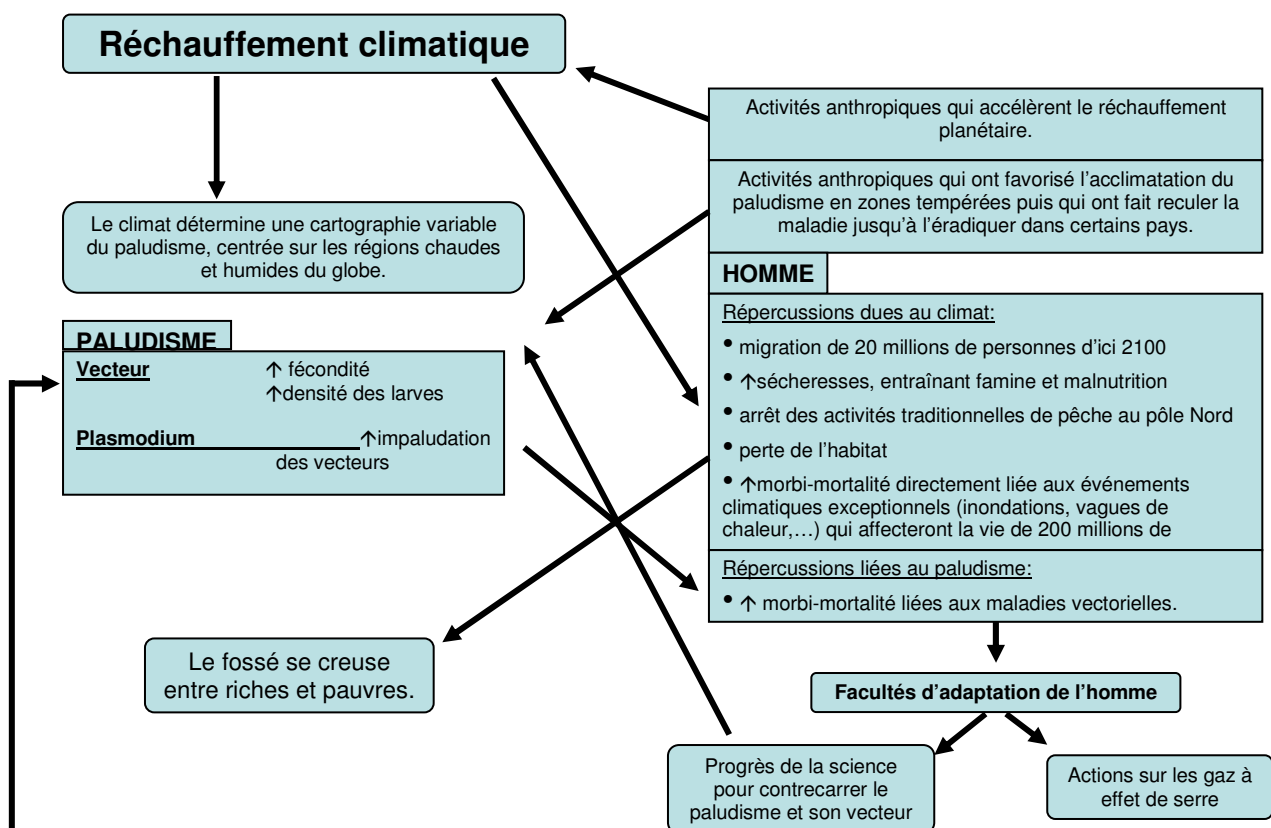 Réchauffement climatique
Activités anthropiques qui accélèrent le réchauffement
planétaire.
Activités anthropiques qui ont favorisé l'acclimatation du
paludisme en zones tempérées puis qui ont fait reculer la
maladie jusqu'à l'éradiquer dans certains pays.
Le climat détermine une cartographie variable
du paludisme, centrée sur les régions chaudes
et humides du globe.
HOMME
Répercussions dues au climat:
• migration de 20 millions de personnes d'ici 2100
• ↑sécheresses, entraînant famine et malnutrition
• arrêt des activités traditionnelles de pêche au pôle Nord
• perte de l'habitat
• ↑morbi-mortalité directement liée aux événements
climatiques exceptionnels (inondations, vagues de
chaleur,…) qui affecteront la vie de 200 millions de
Répercussions liées au paludisme:
• ↑ morbi-mortalité liées aux maladies vectorielles.
PALUDISME
Vecteur ↑ fécondité
↑densité des larves
Plasmodium ↑impaludation
des vecteurs
Le fossé se creuse
entre riches et pauvres.
Facultés d'adaptation de l'homme
Progrès de la science
pour contrecarrer le
paludisme et son vecteur
Actions sur les gaz à
effet de serre